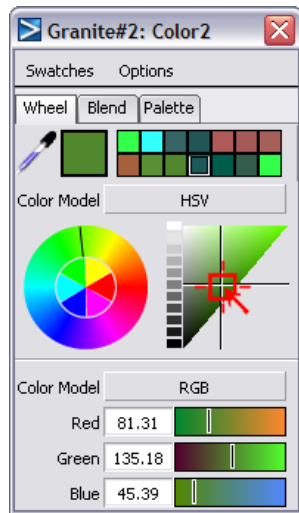 Granite#2: Color2
Swatches Options
Wheel Blend Palette
Color Model HSV
Color Model RGB
Red 81.31
Green 135.18
Blue 45.39